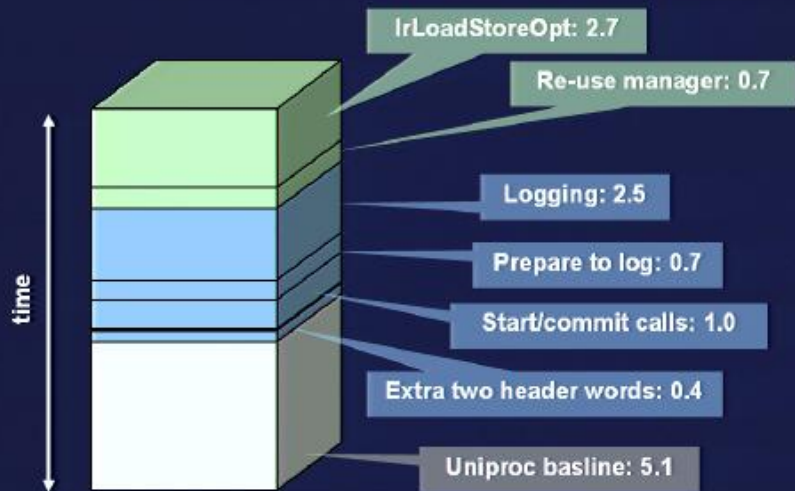 IrLoadStoreOpt: 2.7
Re-use manager: 0.7
Logging: 2.5
Prepare to log: 0.7
Start/commit calls: 1.0
Extra two header words: 0.4
Uniproc basline: 5.1
time